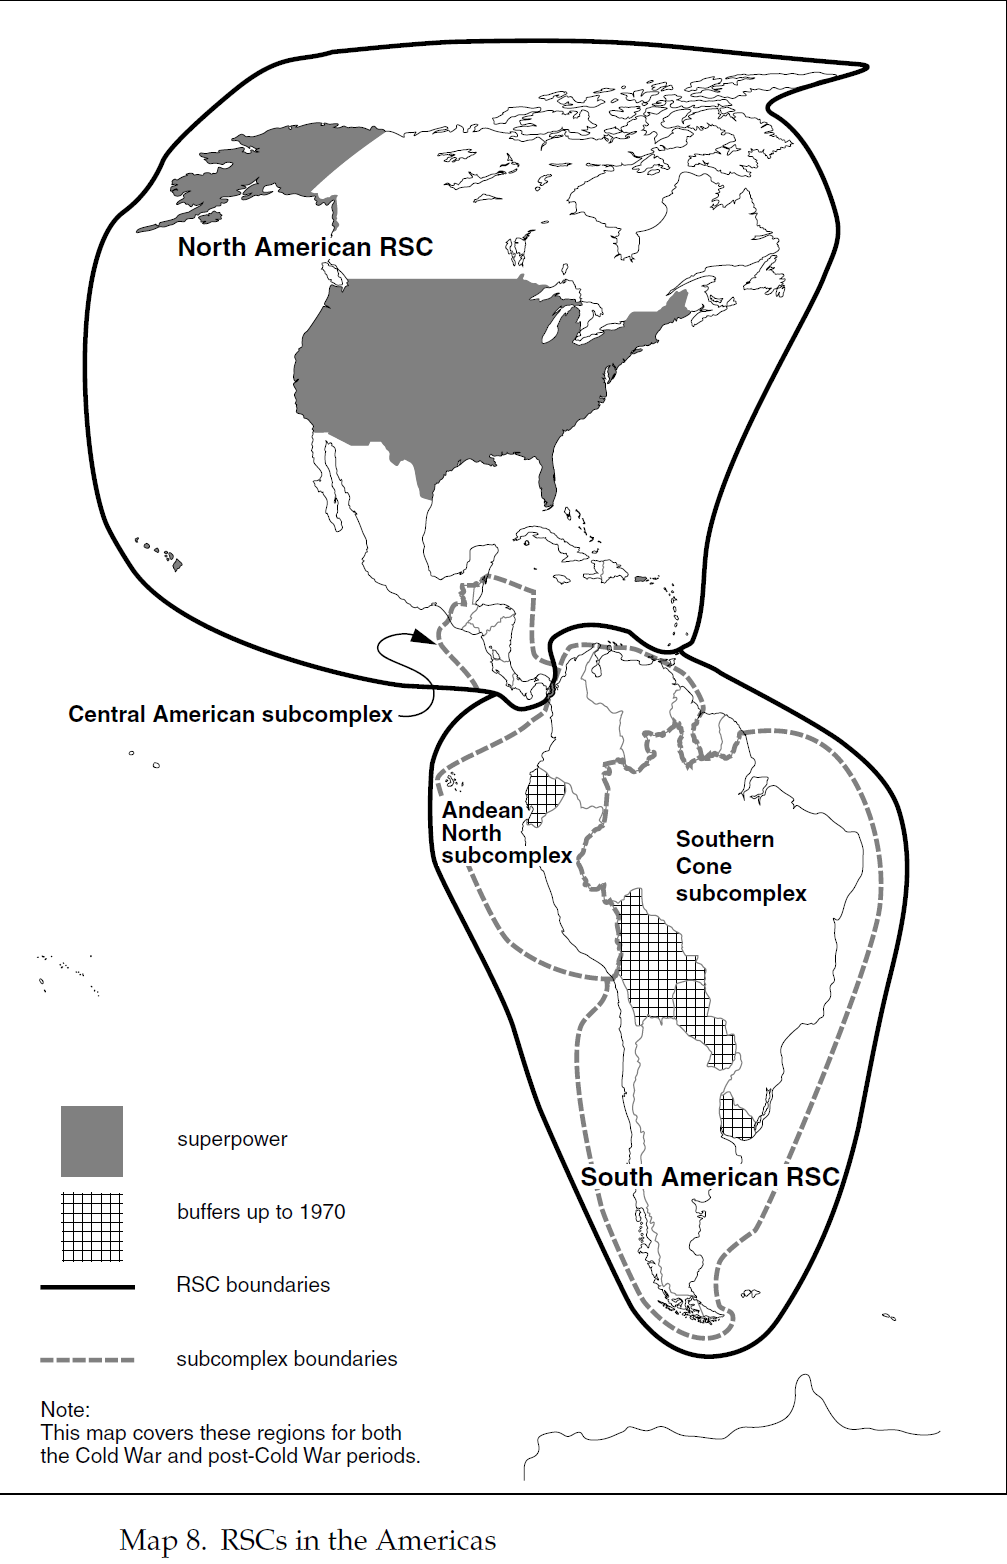 North American RSC
Central American subcomplex
Andean
North
subcomplex
Southern
Cone
subcomplex
South American RSC
superpower
buffers up to 1970
RSC boundaries
subcomplex boundaries
Note:
This map covers these regions for both
the Cold War and post-Cold War periods.
Map 8. RSCs in the Americas